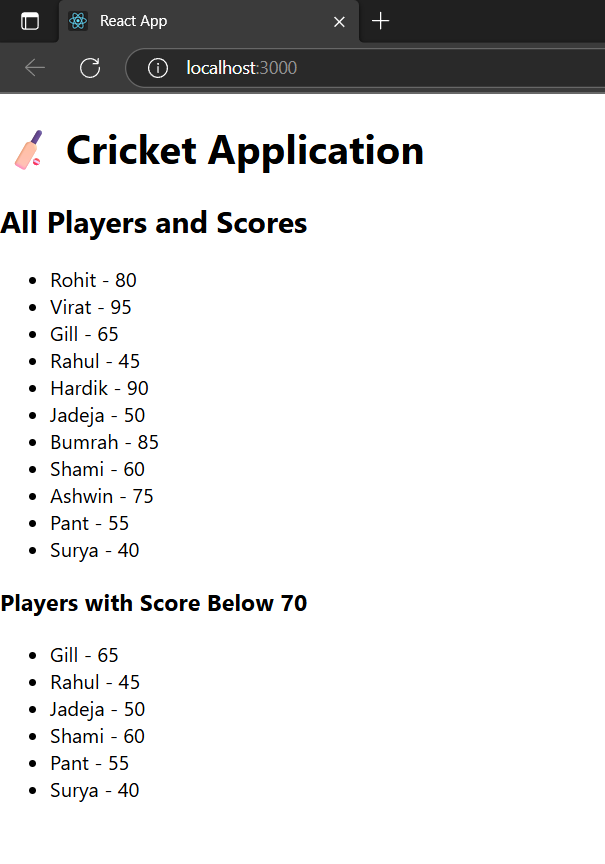 React App
localhost:3000
Cricket Application
All Players and Scores
Rohit - 80
Virat - 95
Gill - 65
Rahul - 45
Hardik - 90
Jadeja - 50
Bumrah - 85
Shami - 60
Ashwin - 75
Pant - 55
Surya - 40
Players with Score Below 70
Gill - 65
Rahul - 45
Jadeja - 50
Shami - 60
Pant - 55
Surya - 40